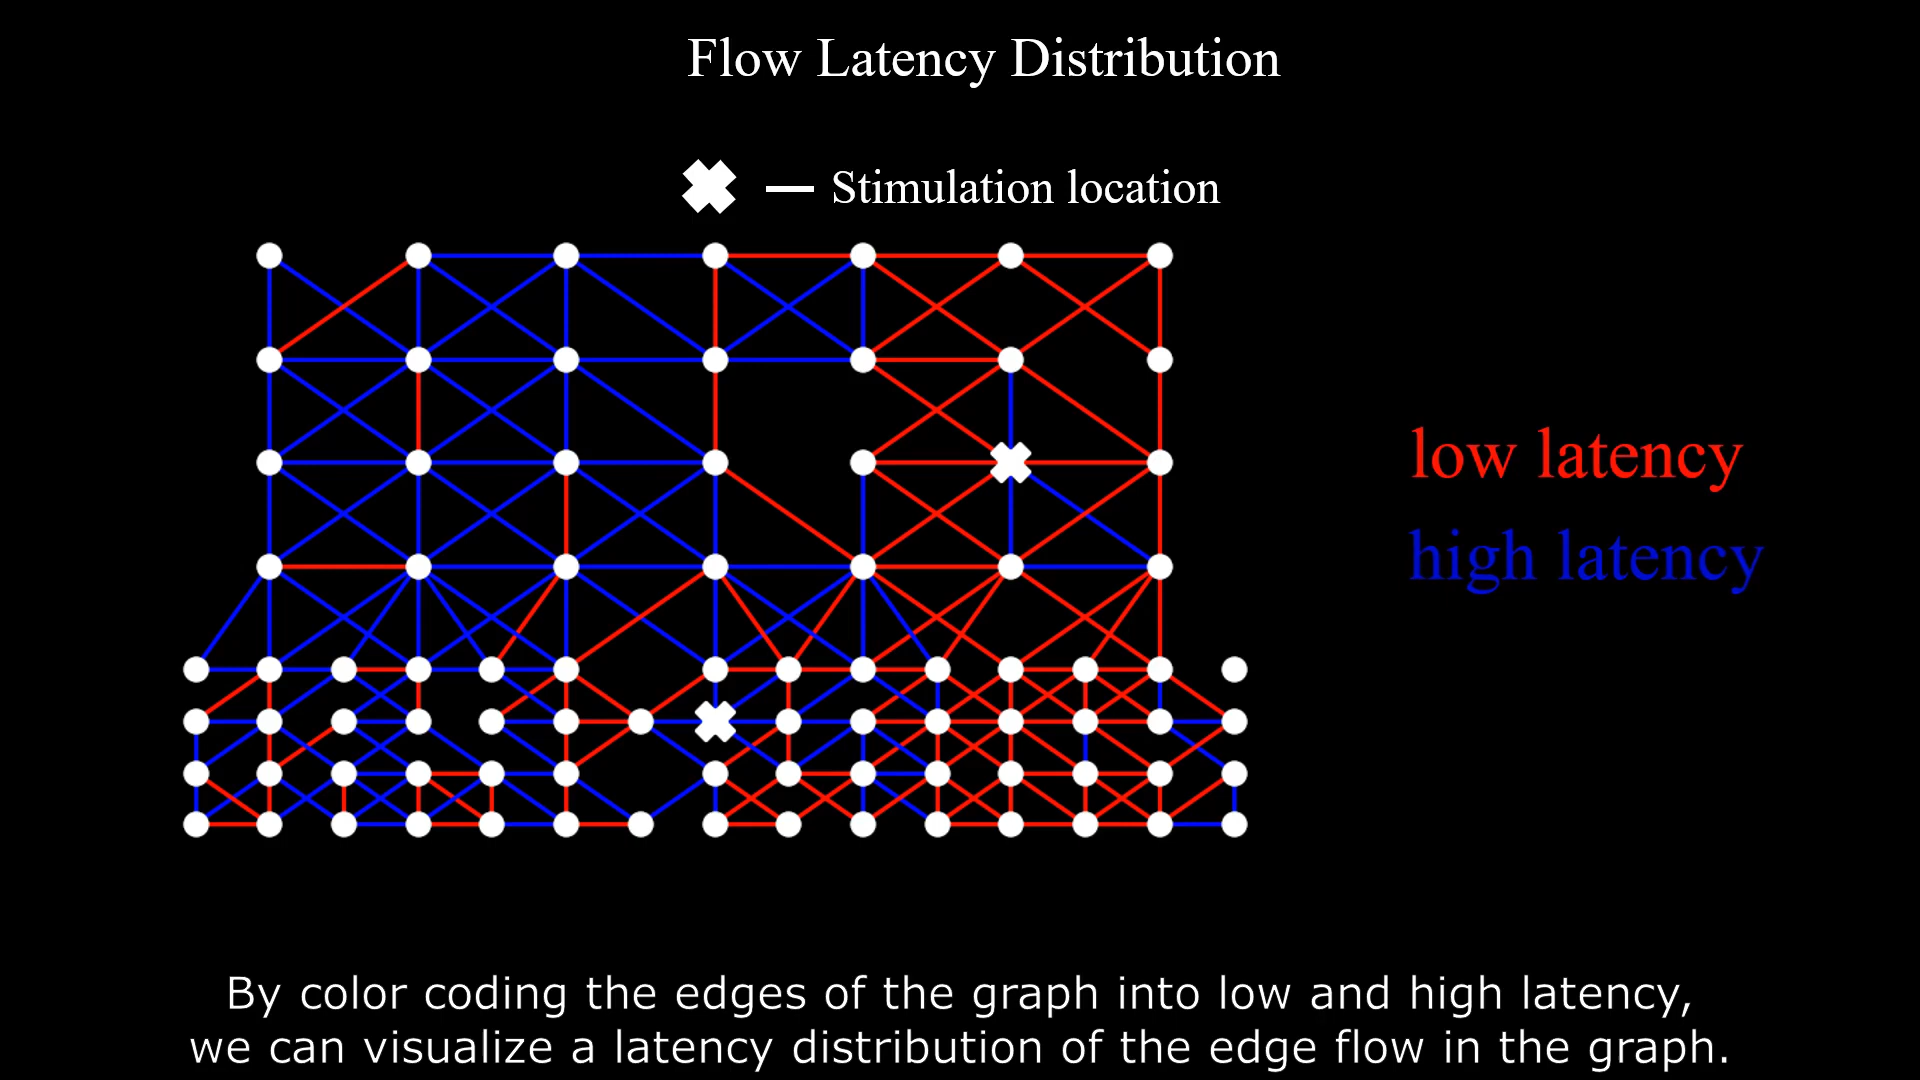 Flow Latency Distribution
— Stimulation location
low latency
high latency
By color coding the edges of the graph into low and high latency,
we can visualize a latency distribution of the edge flow in the graph.